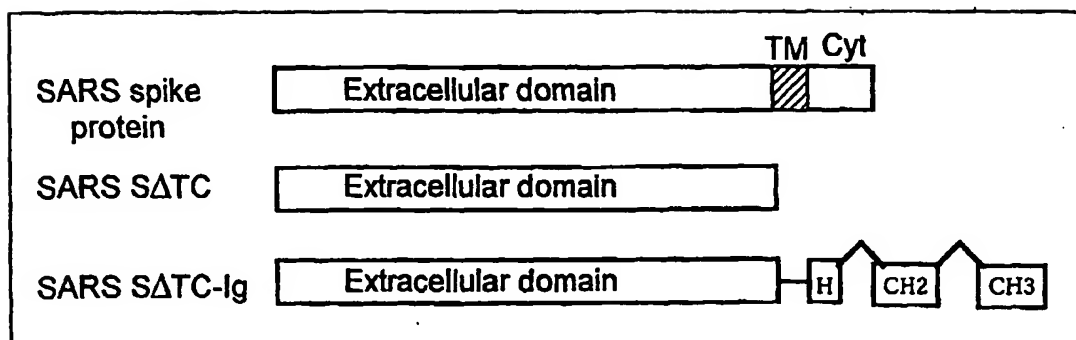 TM Cyt
SARS spike protein
Extracellular domain
SARS SΔTC
Extracellular domain
SARS SΔTC-Ig
Extracellular domain
H CH2 CH3